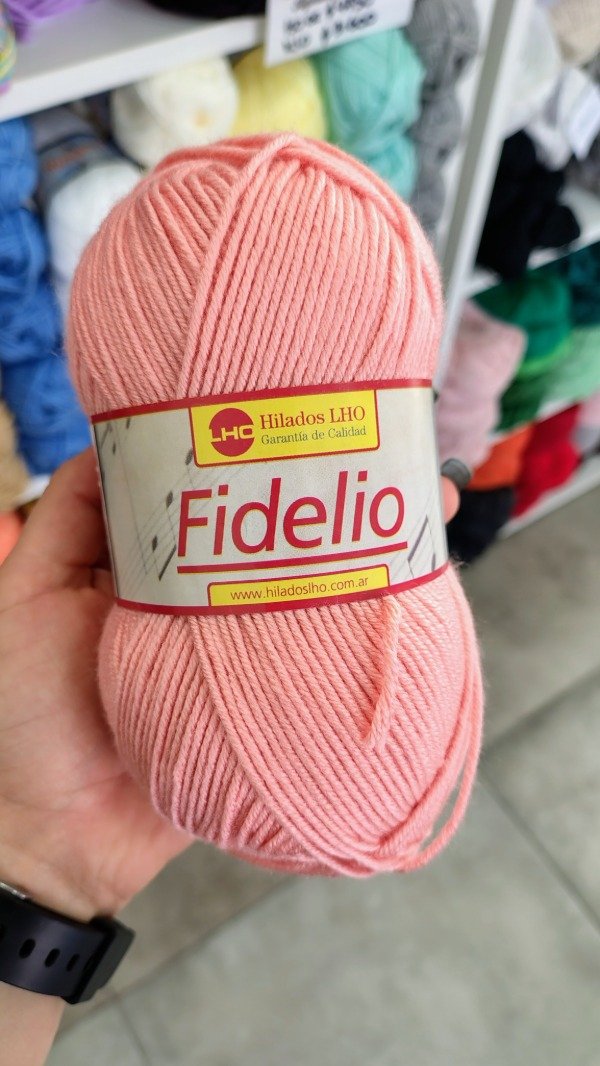 LHO
Hilados LHO
Garantía de Calidad
Fidelio
www.hiladoslho.com.ar